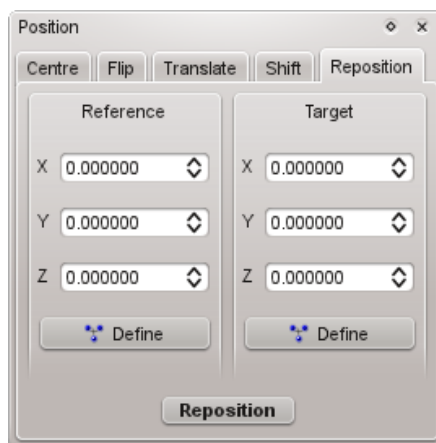 Position
Centre Flip Translate Shift Reposition
Reference Target
X 0.000000 X 0.000000
Y 0.000000 Y 0.000000
Z 0.000000 Z 0.000000
Define Define
Reposition